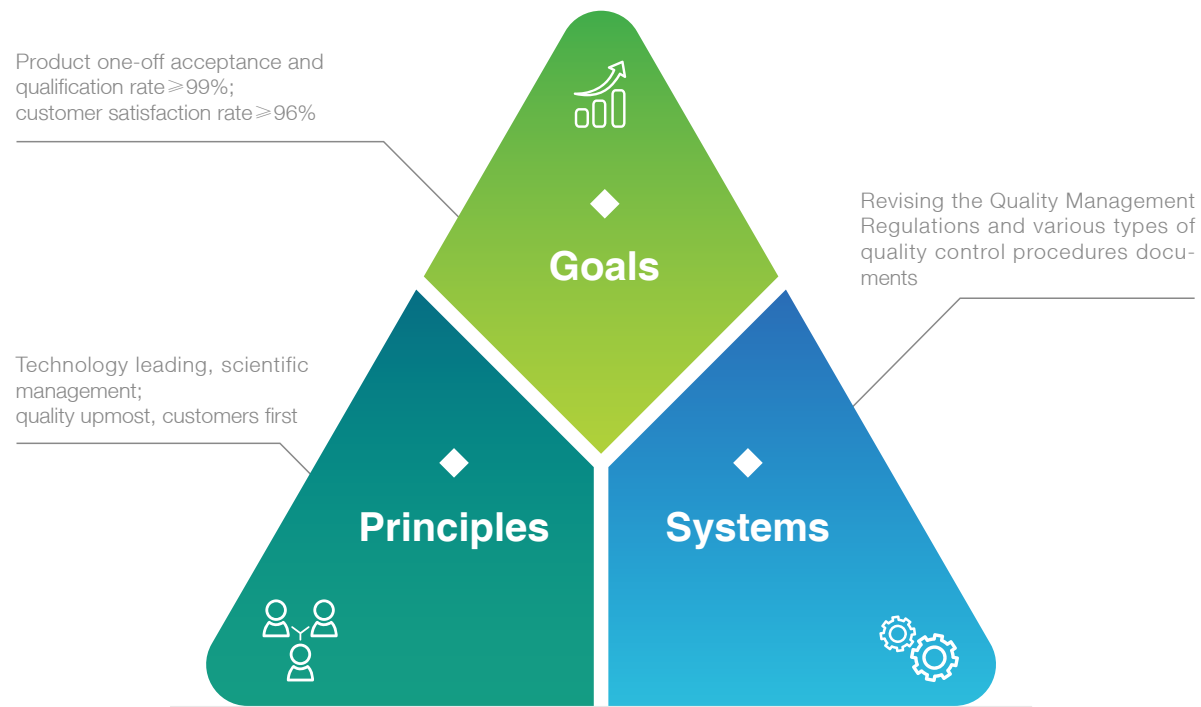 Product one-off acceptance and
qualification rate≥99%;
customer satisfaction rate≥96%
Goals
Revising the Quality Management
Regulations and various types of
quality control procedures docu-
ments
Technology leading, scientific
management;
quality upmost, customers first
Principles
Systems